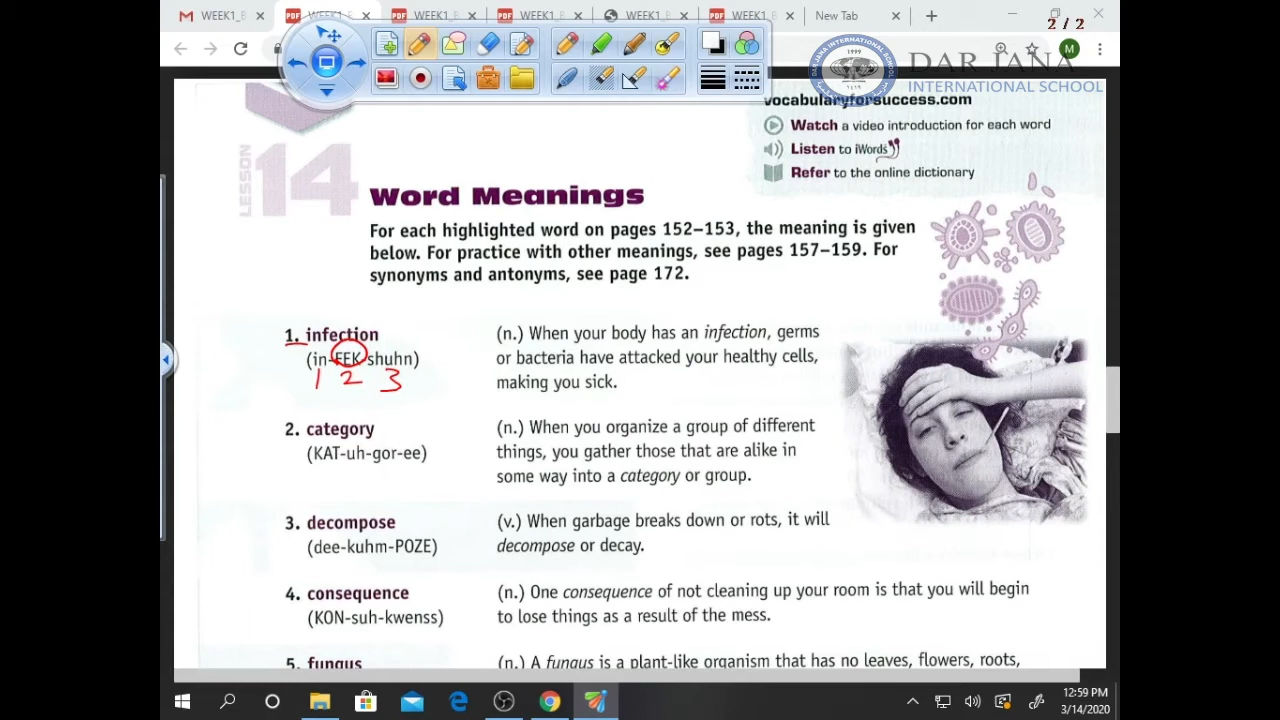 WEEK1_E
WEEK1_E
WEEK1_E
WEEK1_E
WEEK1_E
WEEK1_E
New Tab
2 / 2
M
DAR JANA
INTERNATIONAL SCHOOL
1999
vocabularyforsuccess.com
Watch a video introduction for each word
Listen to iWords
Refer to the online dictionary
LESSON
14
Word Meanings
For each highlighted word on pages 152–153, the meaning is given
below. For practice with other meanings, see pages 157–159. For
synonyms and antonyms, see page 172.
1. infection
(in-FEK-shuhn)
1 2 3
(n.) When your body has an infection, germs
or bacteria have attacked your healthy cells,
making you sick.
2. category
(KAT-uh-gor-ee)
(n.) When you organize a group of different
things, you gather those that are alike in
some way into a category or group.
3. decompose
(dee-kuhm-POZE)
(v.) When garbage breaks down or rots, it will
decompose or decay.
4. consequence
(KON-suh-kwenss)
(n.) One consequence of not cleaning up your room is that you will begin
to lose things as a result of the mess.
5. fungus
(n.) A fungus is a plant-like organism that has no leaves, flowers, roots,
12:59 PM
3/14/2020